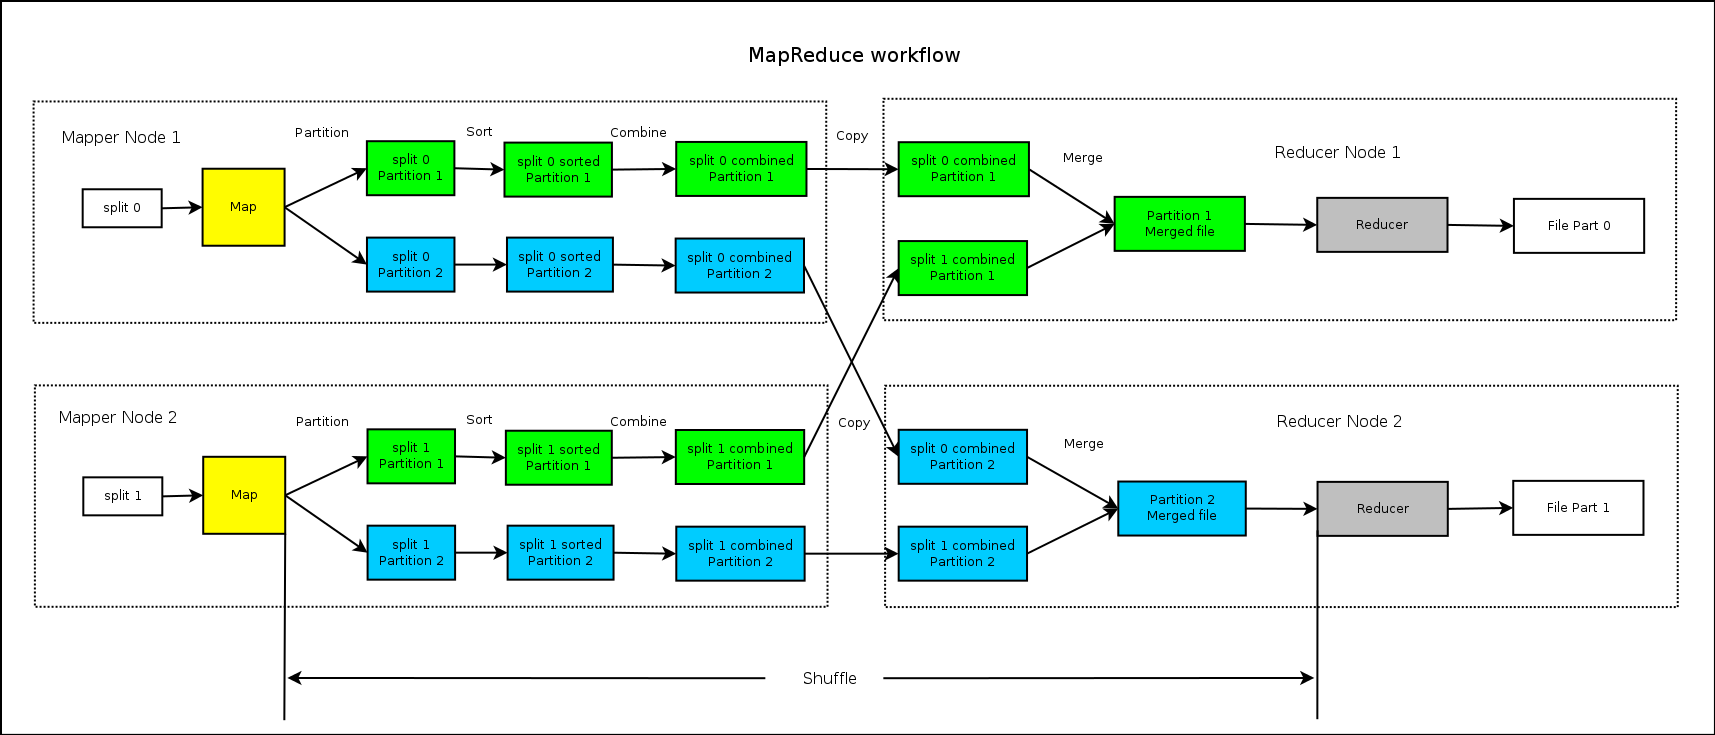 MapReduce workflow
Mapper Node 1
Partition
Sort
Combine
Copy
split 0
Map
split 0
Partition 1
split 0 sorted
Partition 1
split 0 combined
Partition 1
split 0
Partition 2
split 0 sorted
Partition 2
split 0 combined
Partition 2
Reducer Node 1
split 0 combined
Partition 1
Merge
split 1 combined
Partition 1
Partition 1
Merged file
Reducer
File Part 0
Mapper Node 2
Partition
Sort
Combine
Copy
split 1
Map
split 1
Partition 1
split 1 sorted
Partition 1
split 1 combined
Partition 1
split 1
Partition 2
split 1 sorted
Partition 2
split 1 combined
Partition 2
Reducer Node 2
split 0 combined
Partition 2
Merge
split 1 combined
Partition 2
Partition 2
Merged file
Reducer
File Part 1
Shuffle